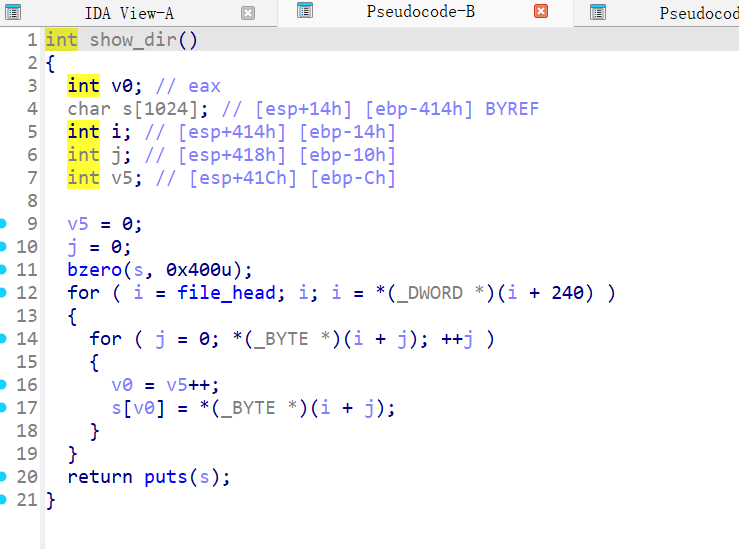 IDA View-A Pseudocode-B Pseudocod
1 int show_dir()
2 {
3   int v0; // eax
4   char s[1024]; // [esp+14h] [ebp-414h] BYREF
5   int i; // [esp+414h] [ebp-14h]
6   int j; // [esp+418h] [ebp-10h]
7   int v5; // [esp+41Ch] [ebp-Ch]
8
9   v5 = 0;
10   j = 0;
11   bzero(s, 0x400u);
12   for ( i = file_head; i; i = *(_DWORD *)(i + 240) )
13   {
14     for ( j = 0; *(_BYTE *)(i + j); ++j )
15     {
16       v0 = v5++;
17       s[v0] = *(_BYTE *)(i + j);
18     }
19   }
20   return puts(s);
21 }